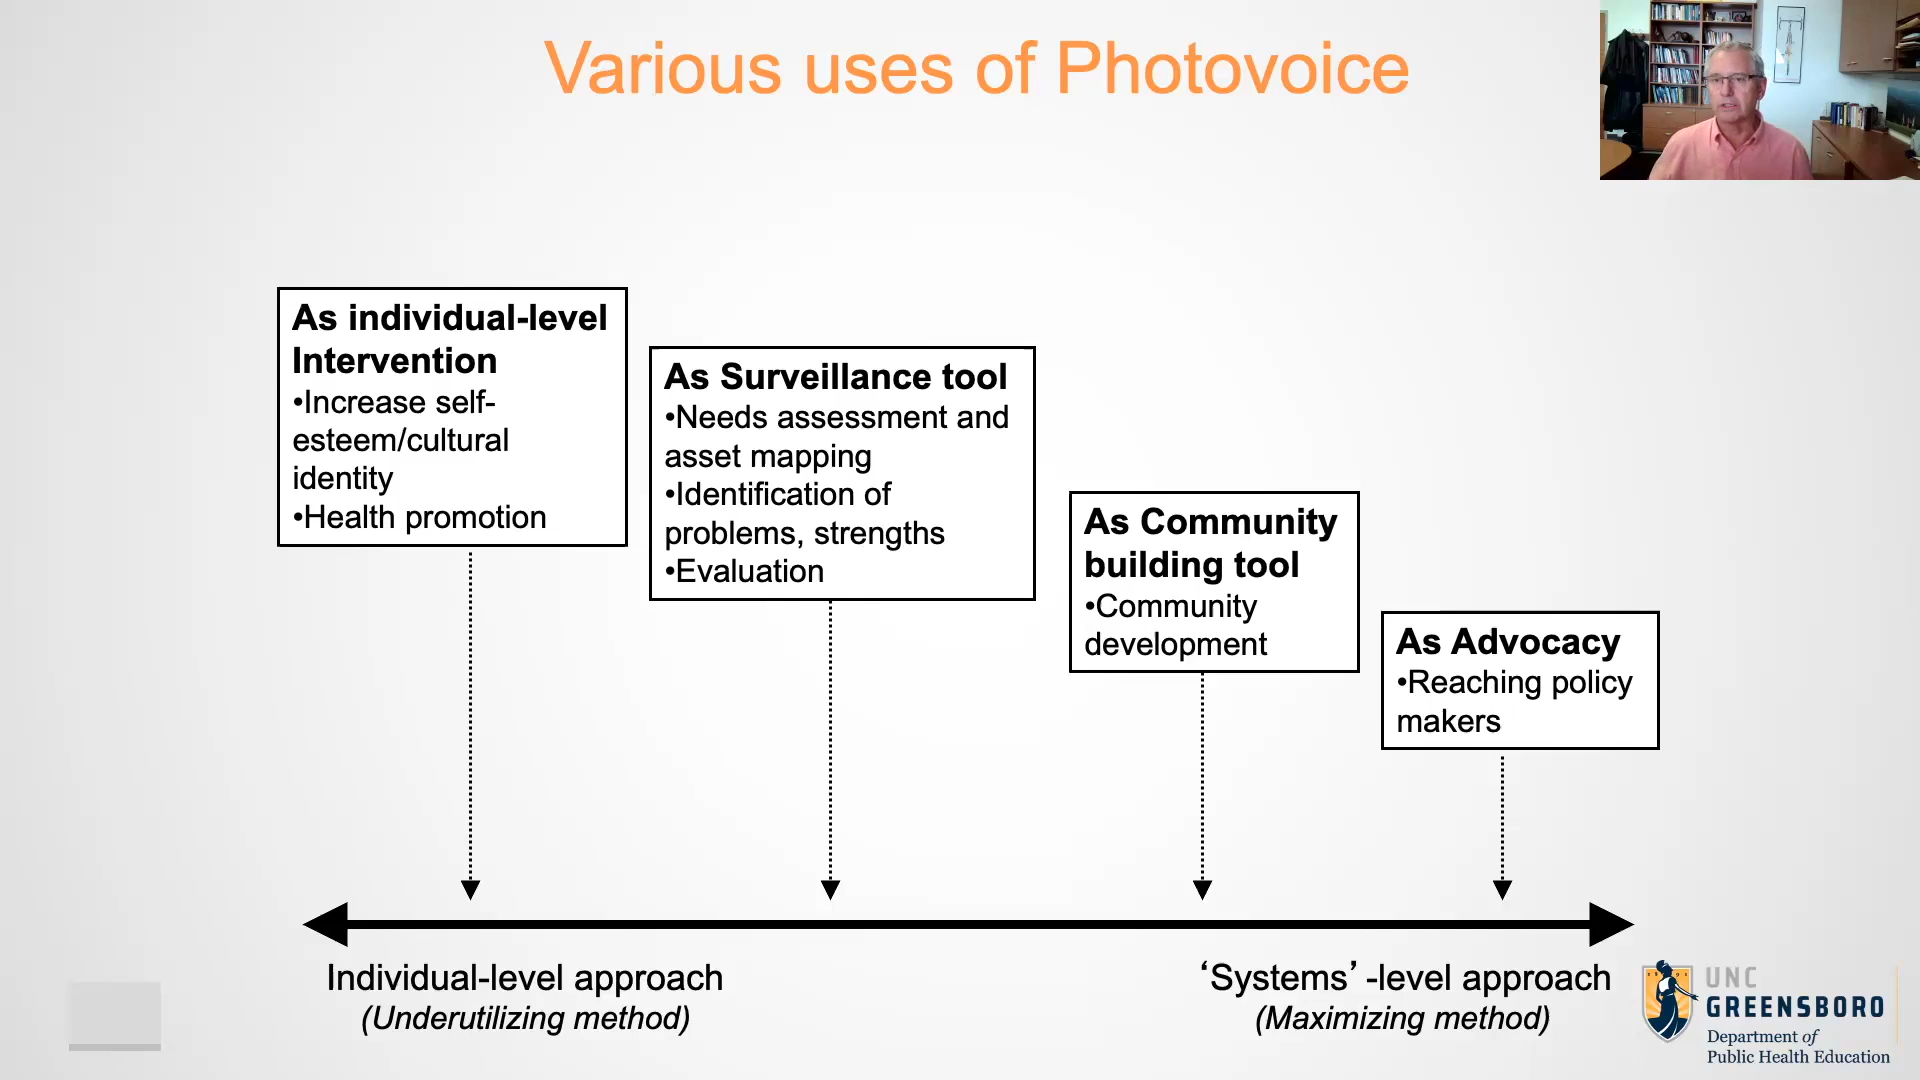 Various uses of Photovoice
As individual-level
Intervention
•Increase self-
esteem/cultural
identity
•Health promotion
As Surveillance tool
•Needs assessment and
asset mapping
•Identification of
problems, strengths
•Evaluation
As Community
building tool
•Community
development
As Advocacy
•Reaching policy
makers
Individual-level approach
(Underutilizing method)
‘Systems’-level approach
(Maximizing method)
UNC
GREENSBORO
Department of
Public Health Education